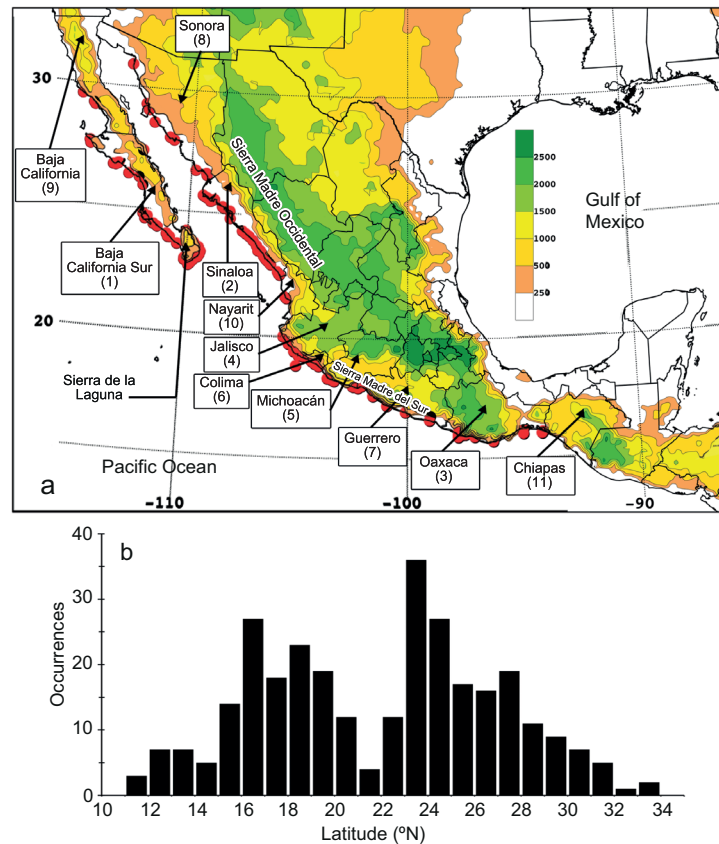 Sonora
(8)
30
Baja
California
(9)
Sierra Madre Occidental
2500
2000
1500
1000
500
250
Gulf of
Mexico
Baja
California Sur
(1)
Sinaloa
(2)
Nayarit
(10)
20
Jalisco
(4)
Sierra de la
Laguna
Colima
(6)
Michoacán
(5)
Sierra Madre del Sur
Guerrero
(7)
Oaxaca
(3)
Chiapas
(11)
Pacific Ocean
a
-110
-100
-90
b
40
30
20
10
0
Occurrences
10 12 14 16 18 20 22 24 26 28 30 32 34
Latitude (ºN)